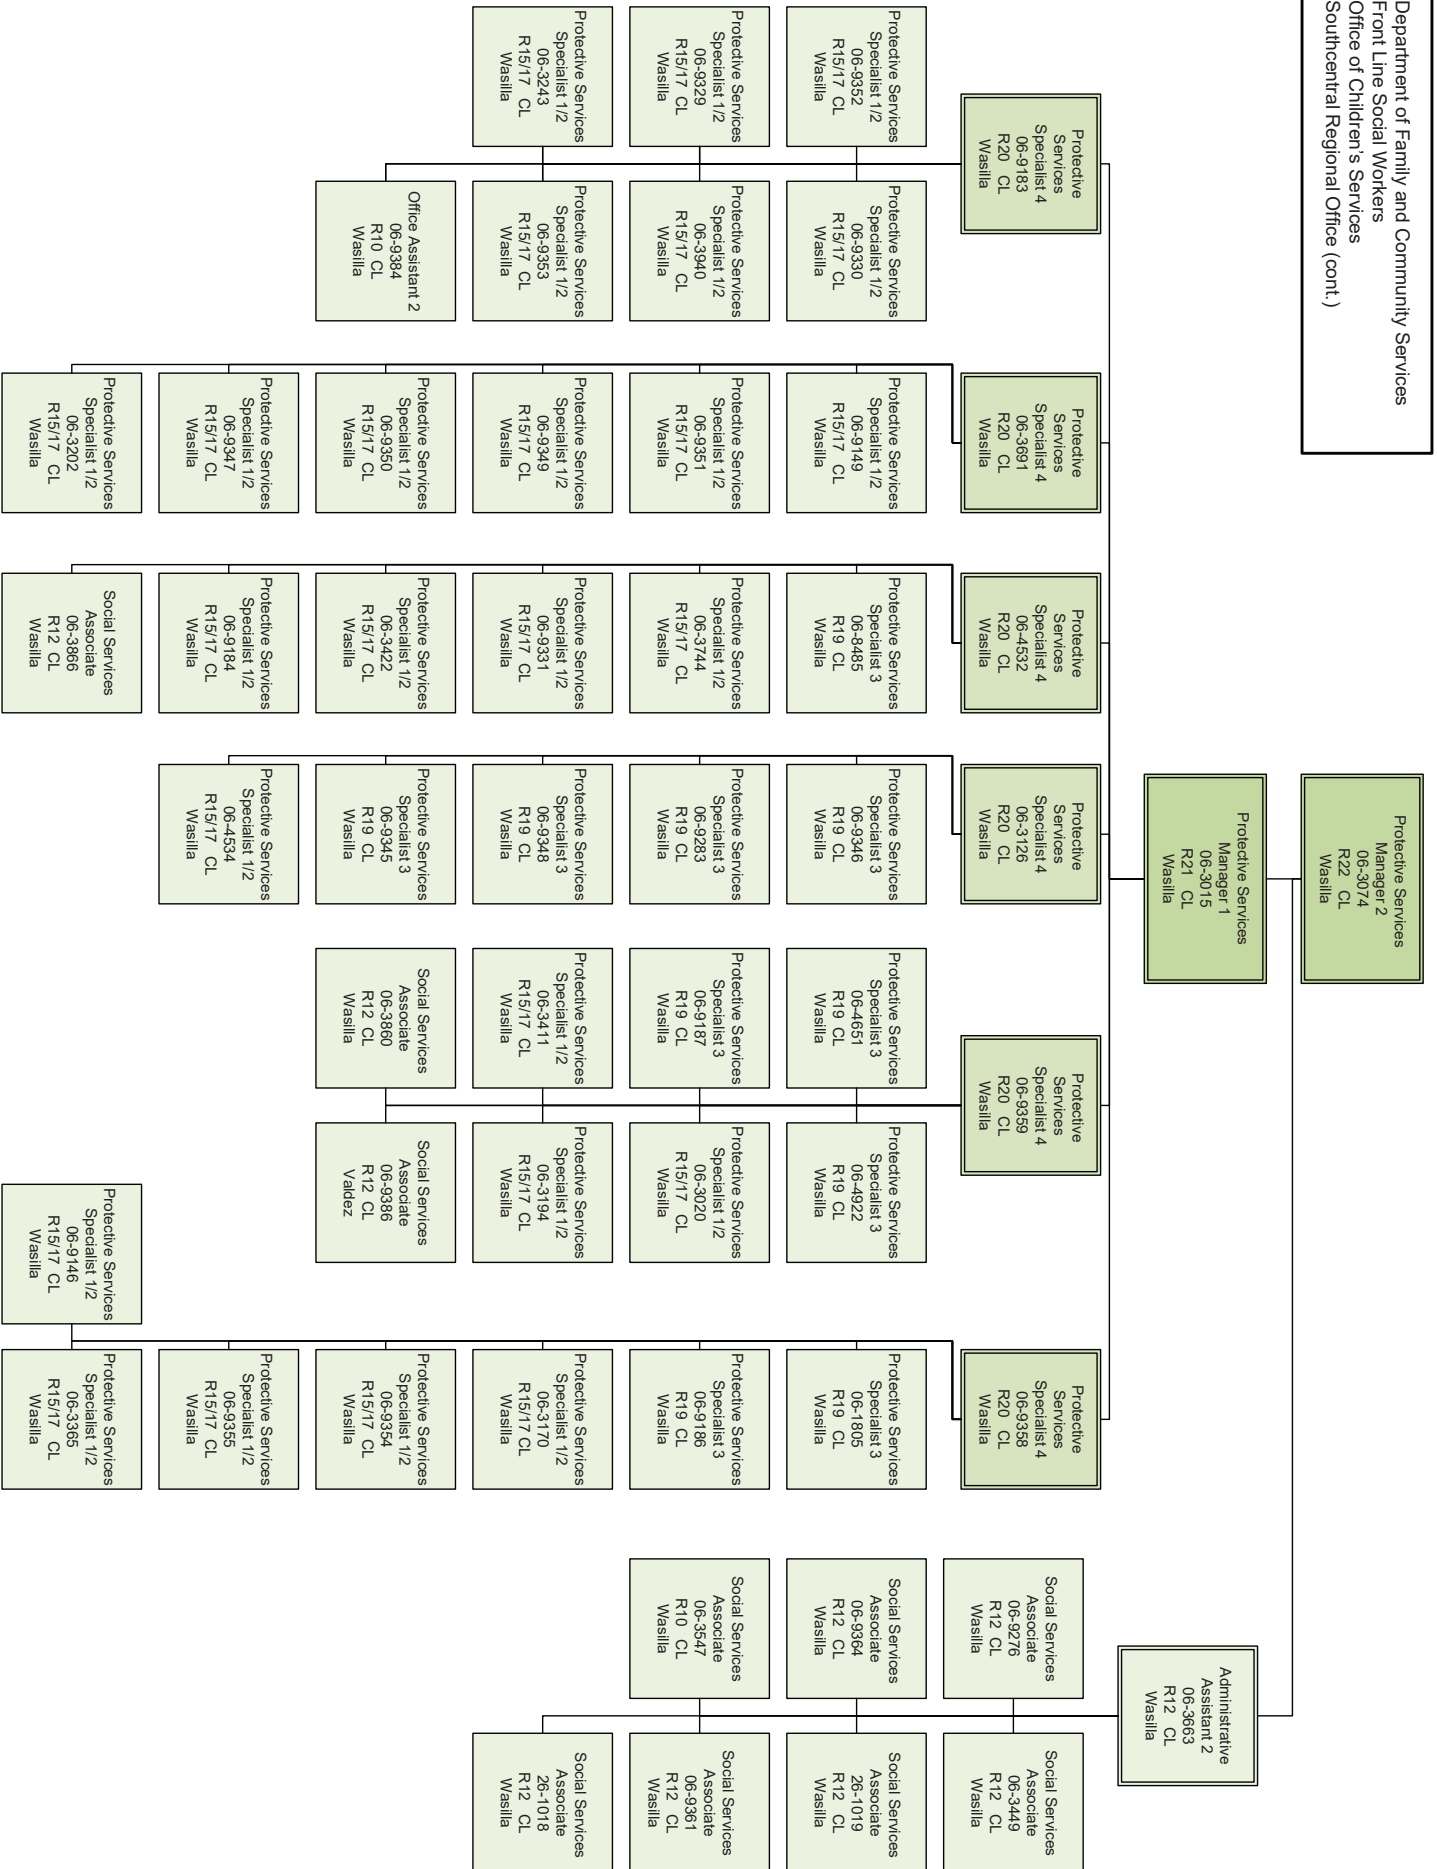 Department of Family and Community Services
Front Line Social Workers
Office of Children's Services
Southcentral Regional Office (cont.)
Protective Services
Manager 2
06-3074
R22 CL
Wasilla
Protective Services
Manager 1
06-3015
R21 CL
Wasilla
Administrative
Assistant 2
06-3663
R12 CL
Wasilla
Protective
Services
Specialist 4
06-9183
R20 CL
Wasilla
Protective Services
Specialist 1/2
06-9352
R15/17 CL
Wasilla
Protective Services
Specialist 1/2
06-9330
R15/17 CL
Wasilla
Protective Services
Specialist 1/2
06-9329
R15/17 CL
Wasilla
Protective Services
Specialist 1/2
06-3940
R15/17 CL
Wasilla
Protective Services
Specialist 1/2
06-3243
R15/17 CL
Wasilla
Protective Services
Specialist 1/2
06-9353
R15/17 CL
Wasilla
Office Assistant 2
06-9384
R10 CL
Wasilla
Protective
Services
Specialist 4
06-3691
R20 CL
Wasilla
Protective Services
Specialist 1/2
06-9149
R15/17 CL
Wasilla
Protective Services
Specialist 1/2
06-9351
R15/17 CL
Wasilla
Protective Services
Specialist 1/2
06-9349
R15/17 CL
Wasilla
Protective Services
Specialist 1/2
06-9350
R15/17 CL
Wasilla
Protective Services
Specialist 1/2
06-9347
R15/17 CL
Wasilla
Protective Services
Specialist 1/2
06-3202
R15/17 CL
Wasilla
Protective
Services
Specialist 4
06-4532
R20 CL
Wasilla
Protective Services
Specialist 3
06-8485
R19 CL
Wasilla
Protective Services
Specialist 1/2
06-3744
R15/17 CL
Wasilla
Protective Services
Specialist 1/2
06-9331
R15/17 CL
Wasilla
Protective Services
Specialist 1/2
06-3422
R15/17 CL
Wasilla
Protective Services
Specialist 1/2
06-9184
R15/17 CL
Wasilla
Social Services
Associate
06-3866
R12 CL
Wasilla
Protective
Services
Specialist 4
06-3126
R20 CL
Wasilla
Protective Services
Specialist 3
06-9346
R19 CL
Wasilla
Protective Services
Specialist 3
06-9283
R19 CL
Wasilla
Protective Services
Specialist 3
06-9348
R19 CL
Wasilla
Protective Services
Specialist 3
06-9345
R19 CL
Wasilla
Protective Services
Specialist 1/2
06-4534
R15/17 CL
Wasilla
Protective
Services
Specialist 4
06-9359
R20 CL
Wasilla
Protective Services
Specialist 3
06-4651
R19 CL
Wasilla
Protective Services
Specialist 3
06-4922
R19 CL
Wasilla
Protective Services
Specialist 3
06-9187
R19 CL
Wasilla
Protective Services
Specialist 1/2
06-3020
R15/17 CL
Wasilla
Protective Services
Specialist 1/2
06-3411
R15/17 CL
Wasilla
Protective Services
Specialist 1/2
06-3194
R15/17 CL
Wasilla
Social Services
Associate
06-3860
R12 CL
Wasilla
Social Services
Associate
06-9386
R12 CL
Valdez
Protective
Services
Specialist 4
06-9358
R20 CL
Wasilla
Protective Services
Specialist 3
06-1805
R19 CL
Wasilla
Protective Services
Specialist 3
06-9186
R19 CL
Wasilla
Protective Services
Specialist 1/2
06-3170
R15/17 CL
Wasilla
Protective Services
Specialist 1/2
06-9354
R15/17 CL
Wasilla
Protective Services
Specialist 1/2
06-9355
R15/17 CL
Wasilla
Protective Services
Specialist 1/2
06-9146
R15/17 CL
Wasilla
Protective Services
Specialist 1/2
06-3365
R15/17 CL
Wasilla
Social Services
Associate
06-9276
R12 CL
Wasilla
Social Services
Associate
06-3449
R12 CL
Wasilla
Social Services
Associate
06-9364
R12 CL
Wasilla
Social Services
Associate
26-1019
R12 CL
Wasilla
Social Services
Associate
06-3547
R10 CL
Wasilla
Social Services
Associate
06-9361
R12 CL
Wasilla
Social Services
Associate
26-1018
R12 CL
Wasilla